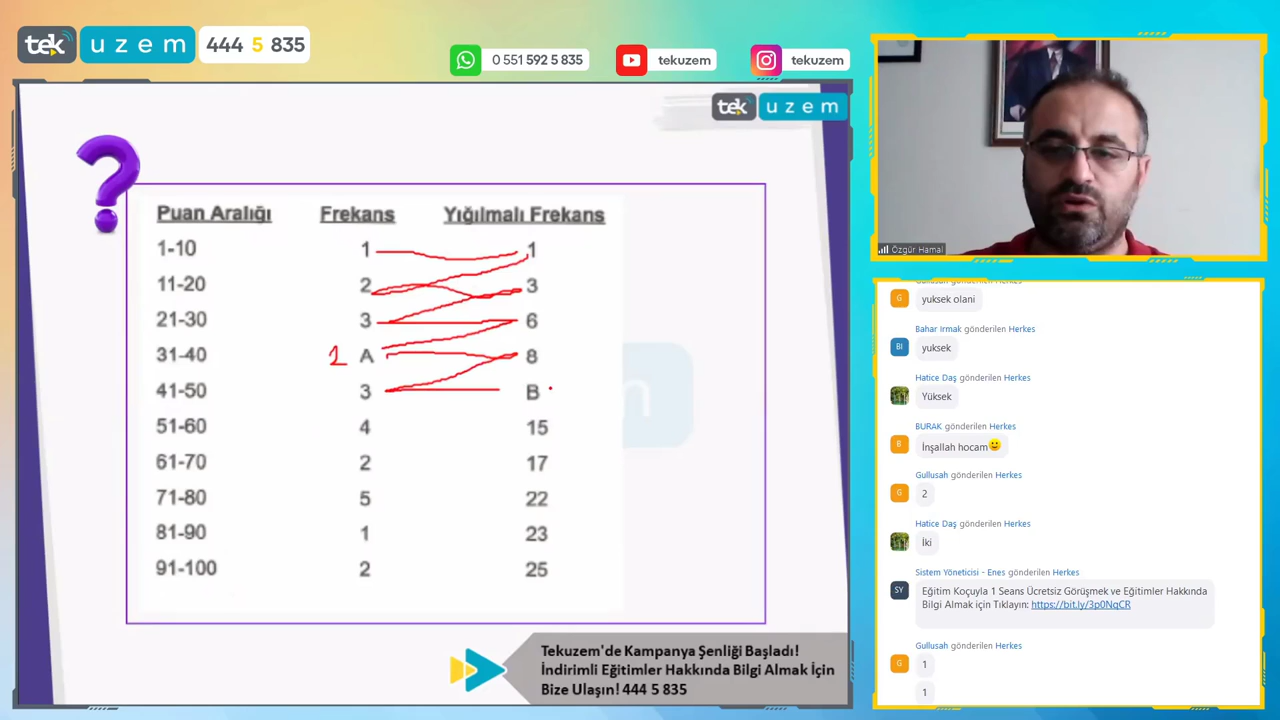 tek uzem 444 5 835
0 551 592 5 835
tekuzem
tekuzem
tek uzem
?
Puan Aralığı Frekans Yığılmalı Frekans
1-10 1 1
11-20 2 3
21-30 3 6
31-40 1 A 8
41-50 3 B
51-60 4 15
61-70 2 17
71-80 5 22
81-90 1 23
91-100 2 25
Tekuzem'de Kampanya Şenliği Başladı!
İndirimli Eğitimler Hakkında Bilgi Almak İçin
Bize Ulaşın! 444 5 835
Özgür Hamal
Gullusah gönderilen Herkes
G yuksek olani
Bahar Irmak gönderilen Herkes
BI yuksek
Hatice Daş gönderilen Herkes
Yüksek
BURAK gönderilen Herkes
B İnşallah hocam
Gullusah gönderilen Herkes
G 2
Hatice Daş gönderilen Herkes
İki
Sistem Yöneticisi - Enes gönderilen Herkes
SY Eğitim Koçuyla 1 Seans Ücretsiz Görüşmek ve Eğitimler Hakkında
Bilgi Almak için Tıklayın: https://bit.ly/3p0NqCR
Gullusah gönderilen Herkes
G 1
1